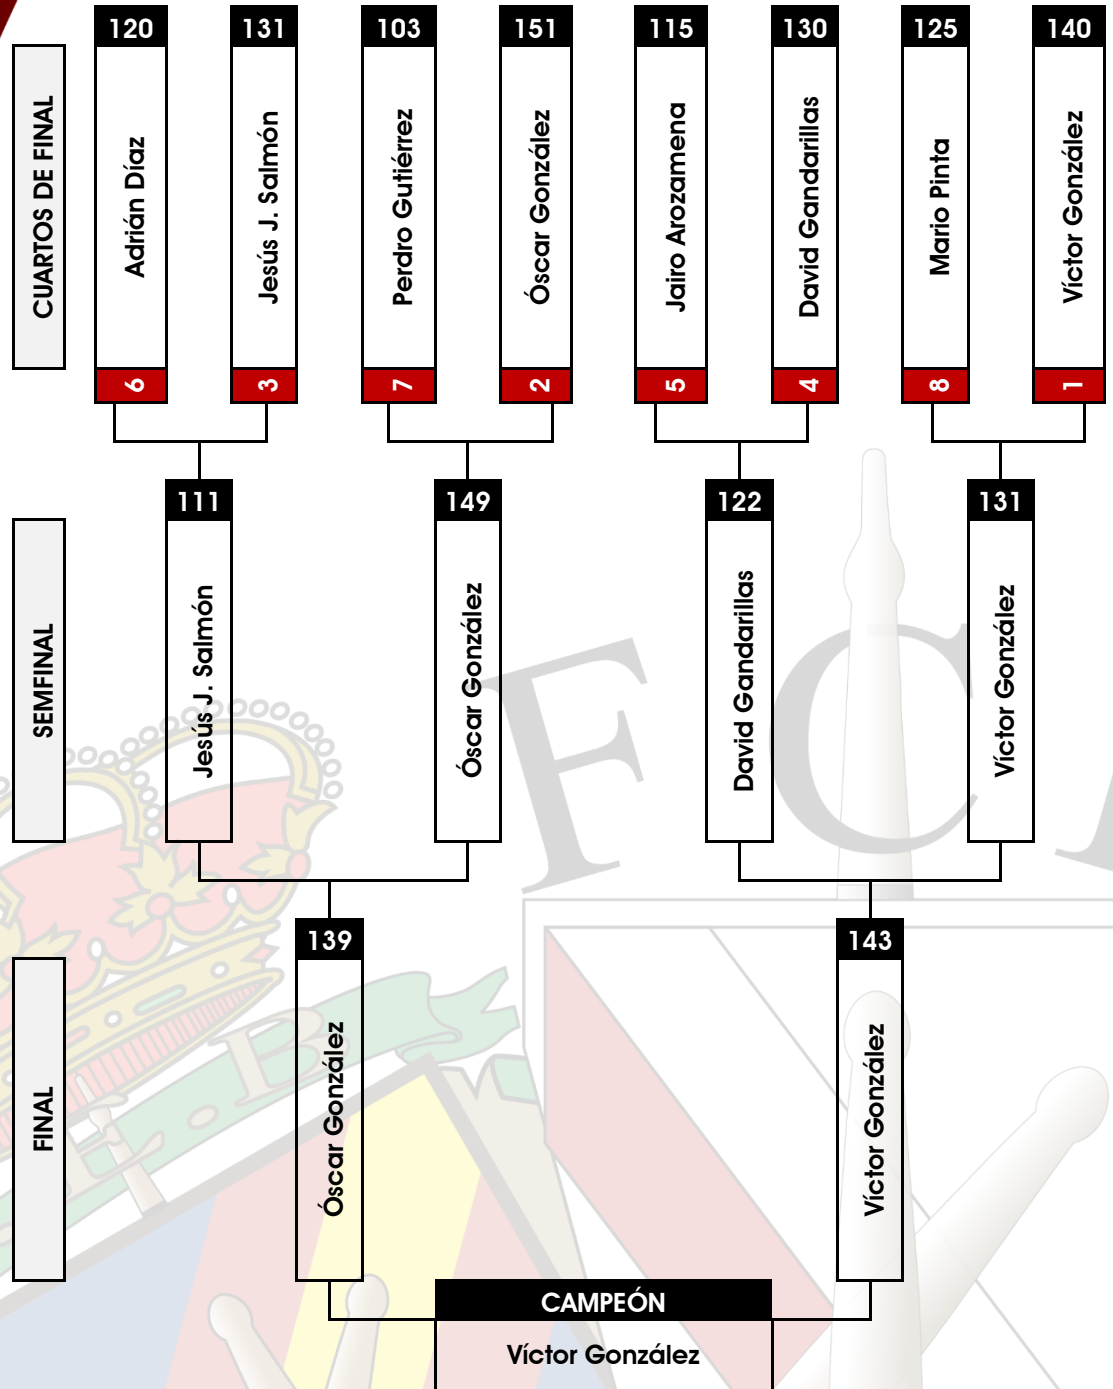 120 131 103 151 115 130 125 140
CUARTOS DE FINAL
Adrián Díaz
Jesús J. Salmón
Perdro Gutiérrez
Óscar González
Jairo Arozamena
David Gandarillas
Mario Pinta
Víctor González
6 3 7 2 5 4 8 1
111 149 122 131
SEMFINAL
Jesús J. Salmón
Óscar González
David Gandarillas
Víctor González
F C
139 143
FINAL
Óscar González
Víctor González
B
CAMPEÓN
Víctor González